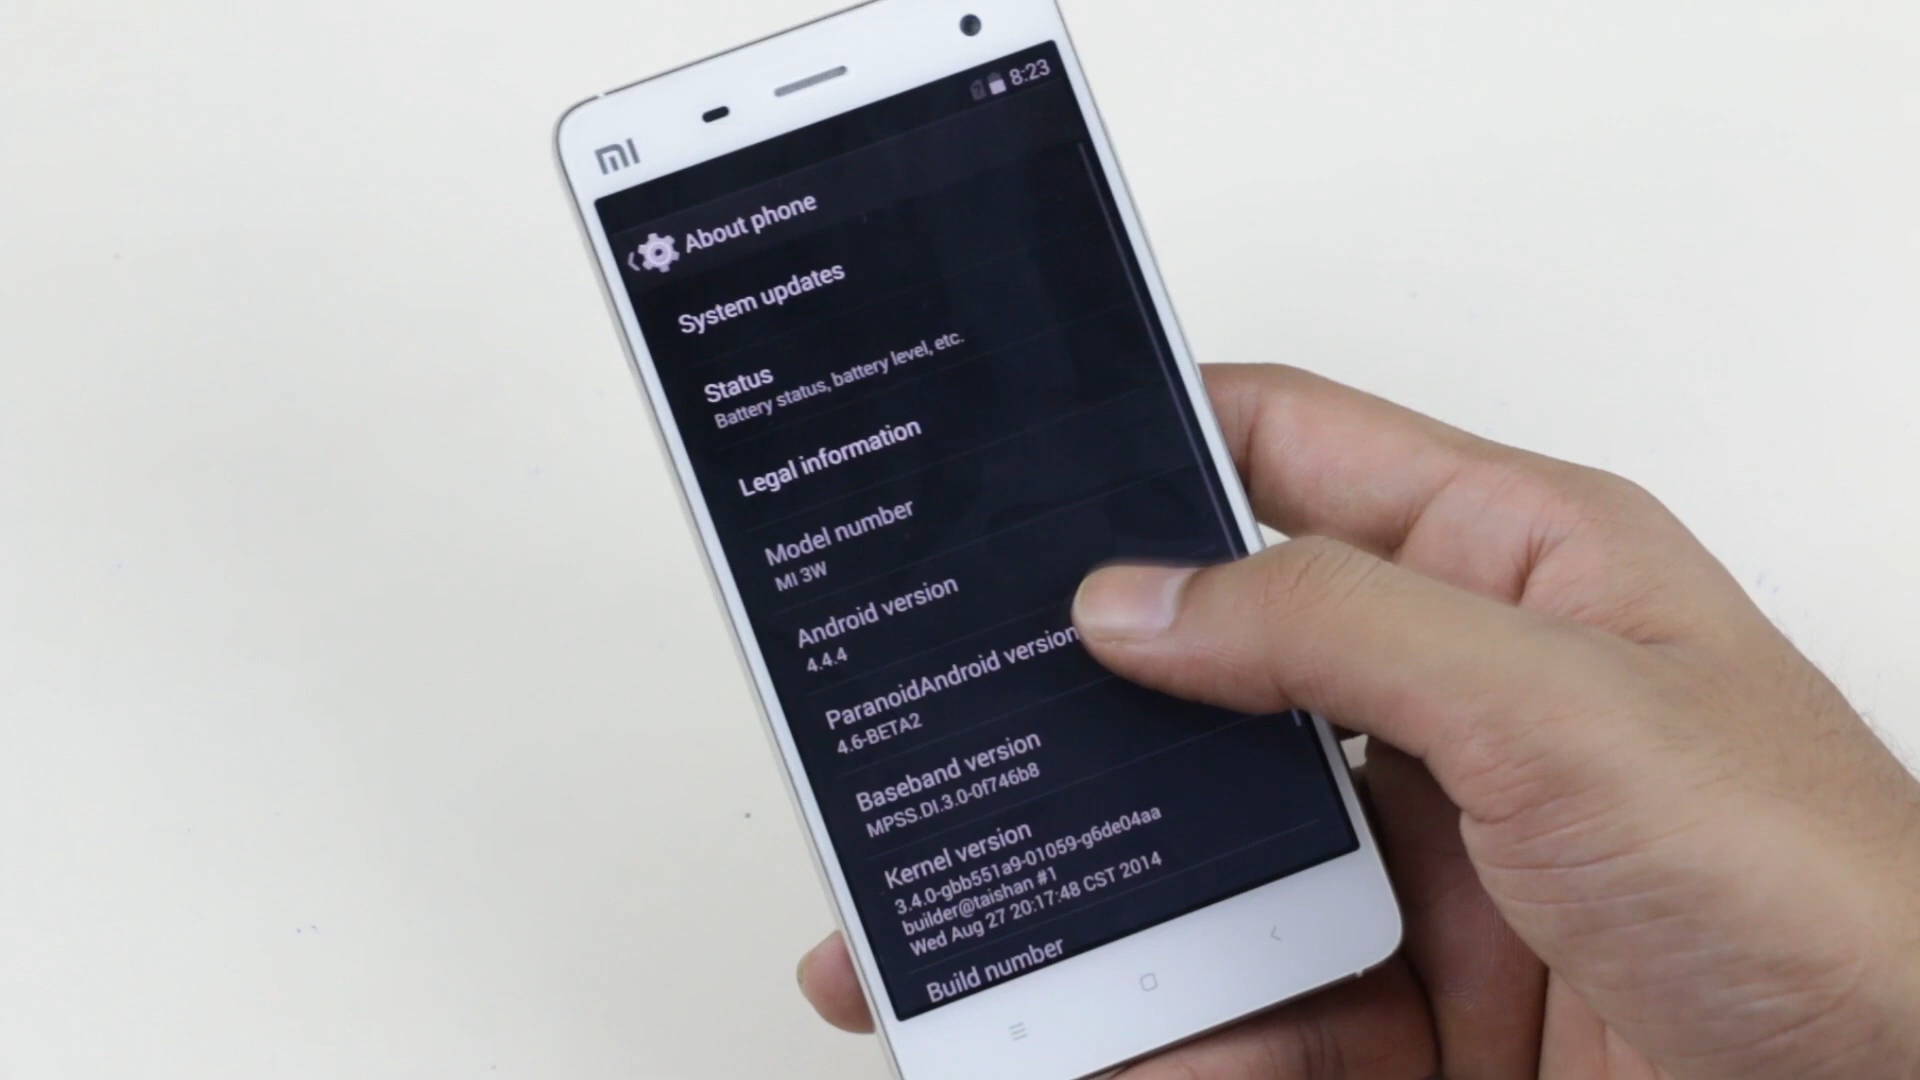 8:23
MI
About phone
System updates
Status
Battery status, battery level, etc.
Legal information
Model number
MI 3W
Android version
4.4.4
ParanoidAndroid version
4.6-BETA2
Baseband version
MPSS.DI.3.0-0f746b8
Kernel version
3.4.0-gbb551a9-01059-g6de04aa
builder@taishan #1
Wed Aug 27 20:17:48 CST 2014
Build number